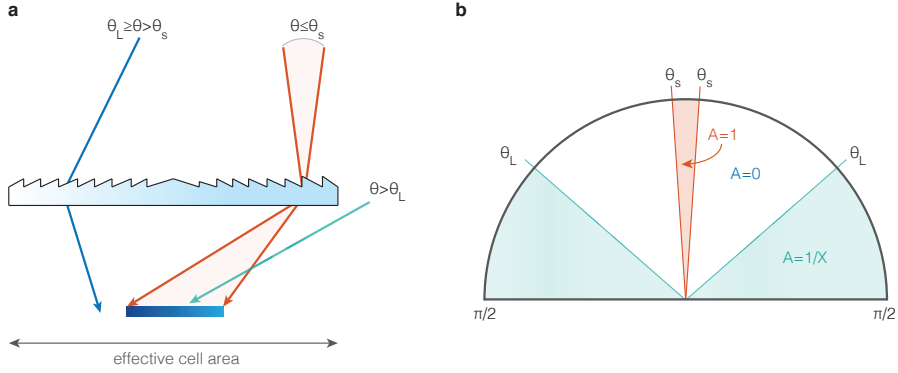 a
θL≥θ>θs
θ≤θs
θ>θL
effective cell area
b
θs
θs
A=1
θL
θL
A=0
A=1/X
π/2
π/2